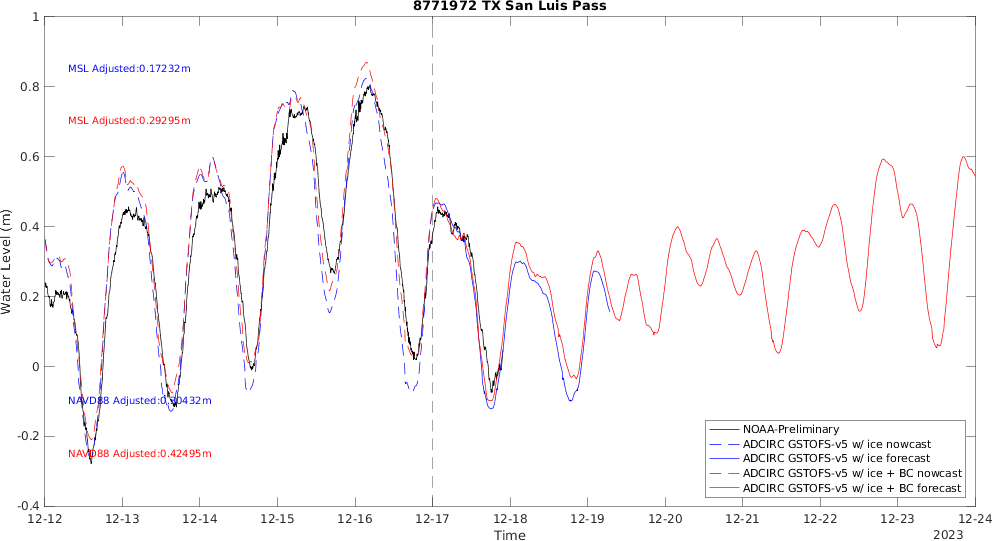 8771972 TX San Luis Pass
1
0.8
0.6
0.4
0.2
0
-0.2
-0.4
Water Level (m)
MSL Adjusted:0.17232m
MSL Adjusted:0.29295m
NAVD88 Adjusted:0.30432m
NAVD88 Adjusted:0.42495m
NOAA-Preliminary
ADCIRC GSTOFS-v5 w/ ice nowcast
ADCIRC GSTOFS-v5 w/ ice forecast
ADCIRC GSTOFS-v5 w/ ice + BC nowcast
ADCIRC GSTOFS-v5 w/ ice + BC forecast
12-12 12-13 12-14 12-15 12-16 12-17 12-18 12-19 12-20 12-21 12-22 12-23 12-24
Time
2023